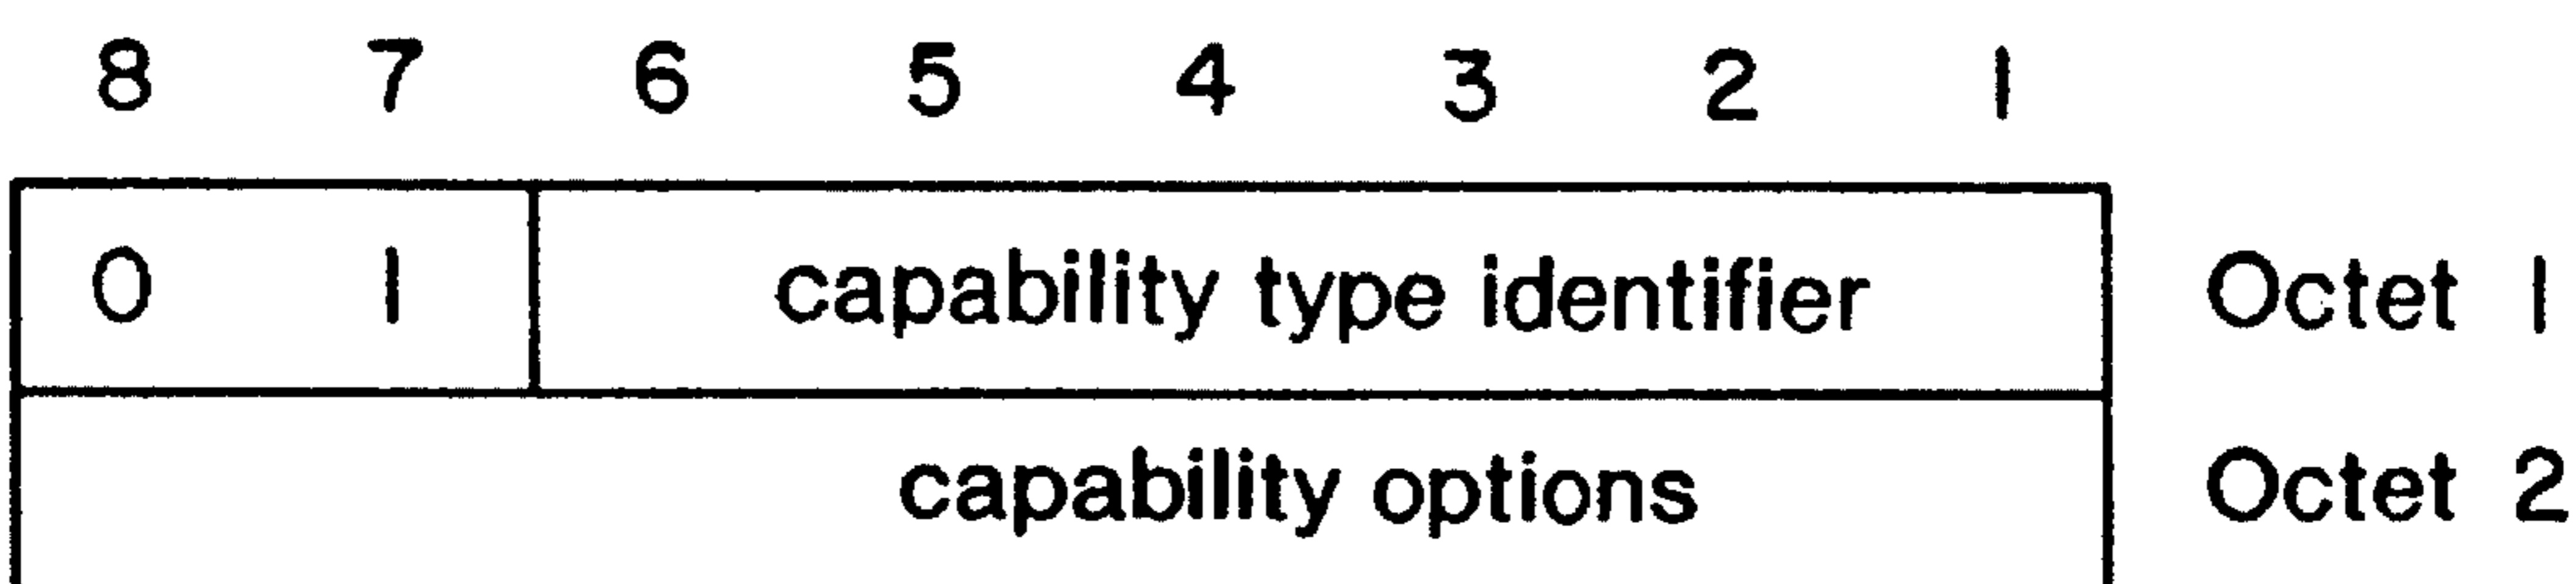 8 7 6 5 4 3 2 1
0 1 capability type identifier Octet 1
capability options Octet 2